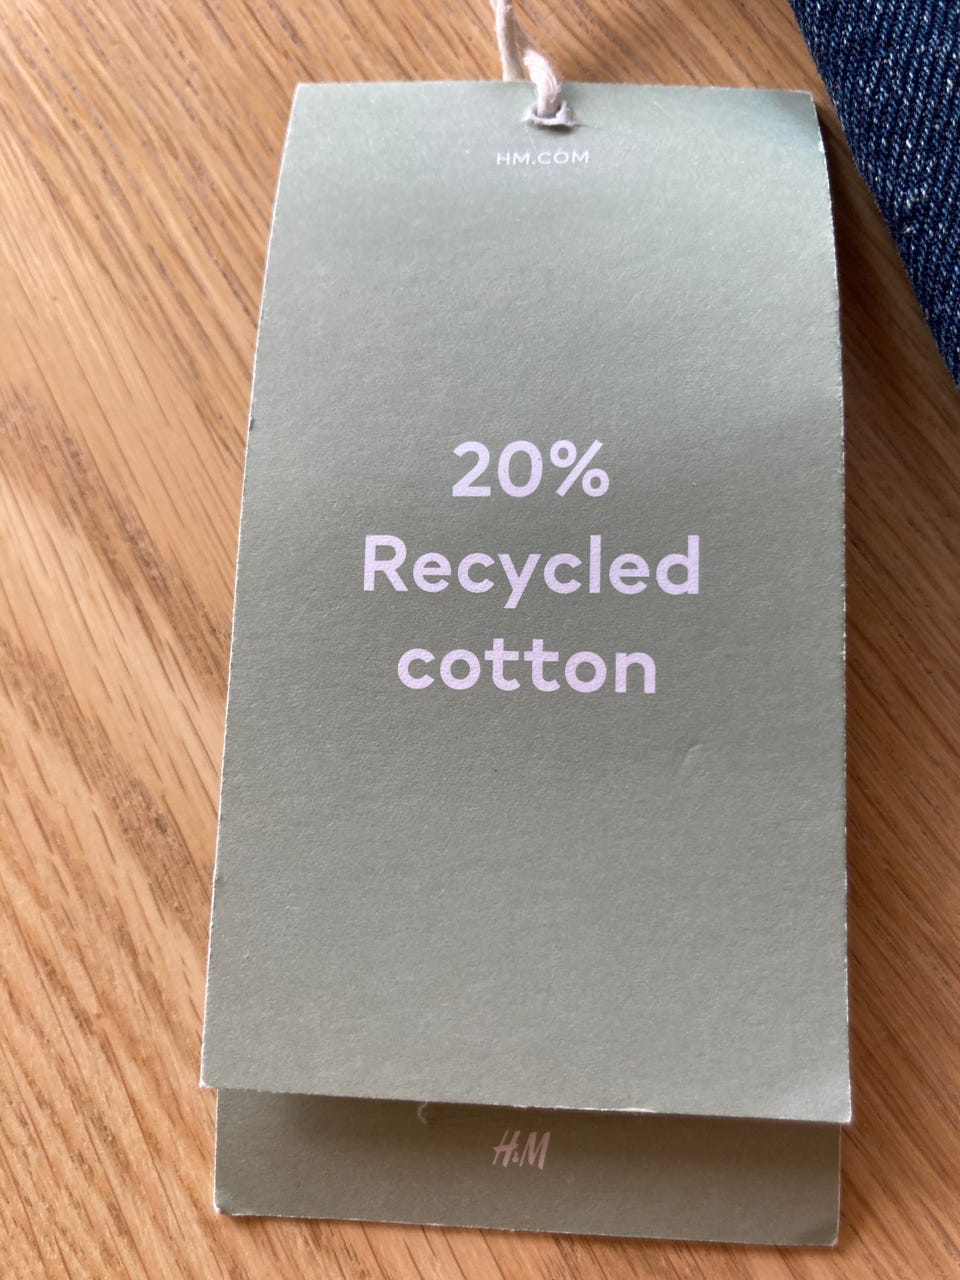 HM.COM
20%
Recycled
cotton
H&M